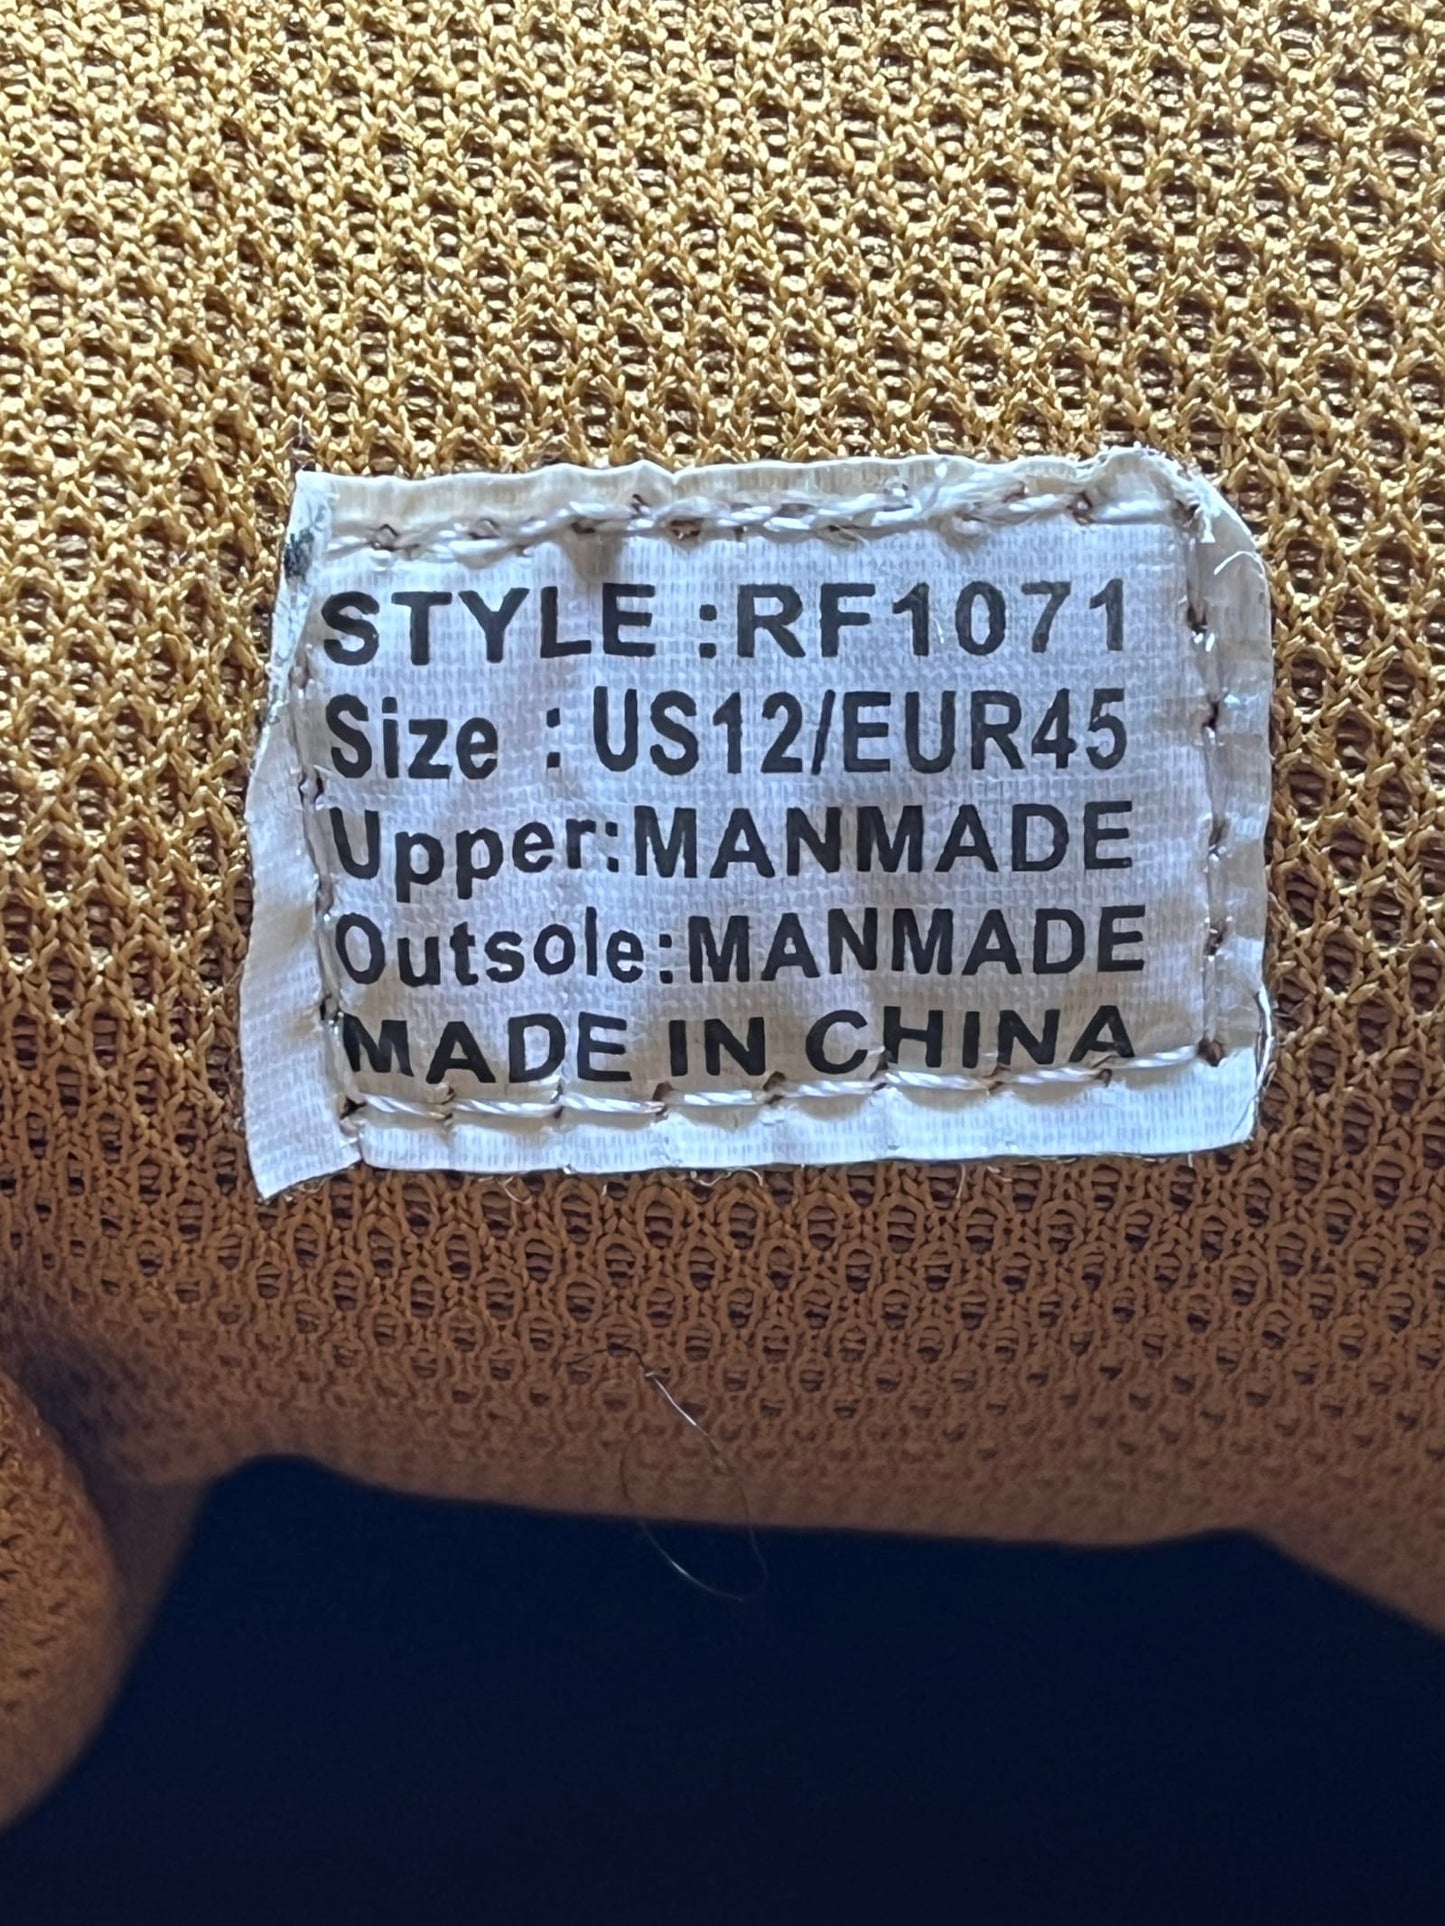 STYLE :RF1071
Size :US12/EUR45
Upper:MANMADE
Outsole:MANMADE
MADE IN CHINA